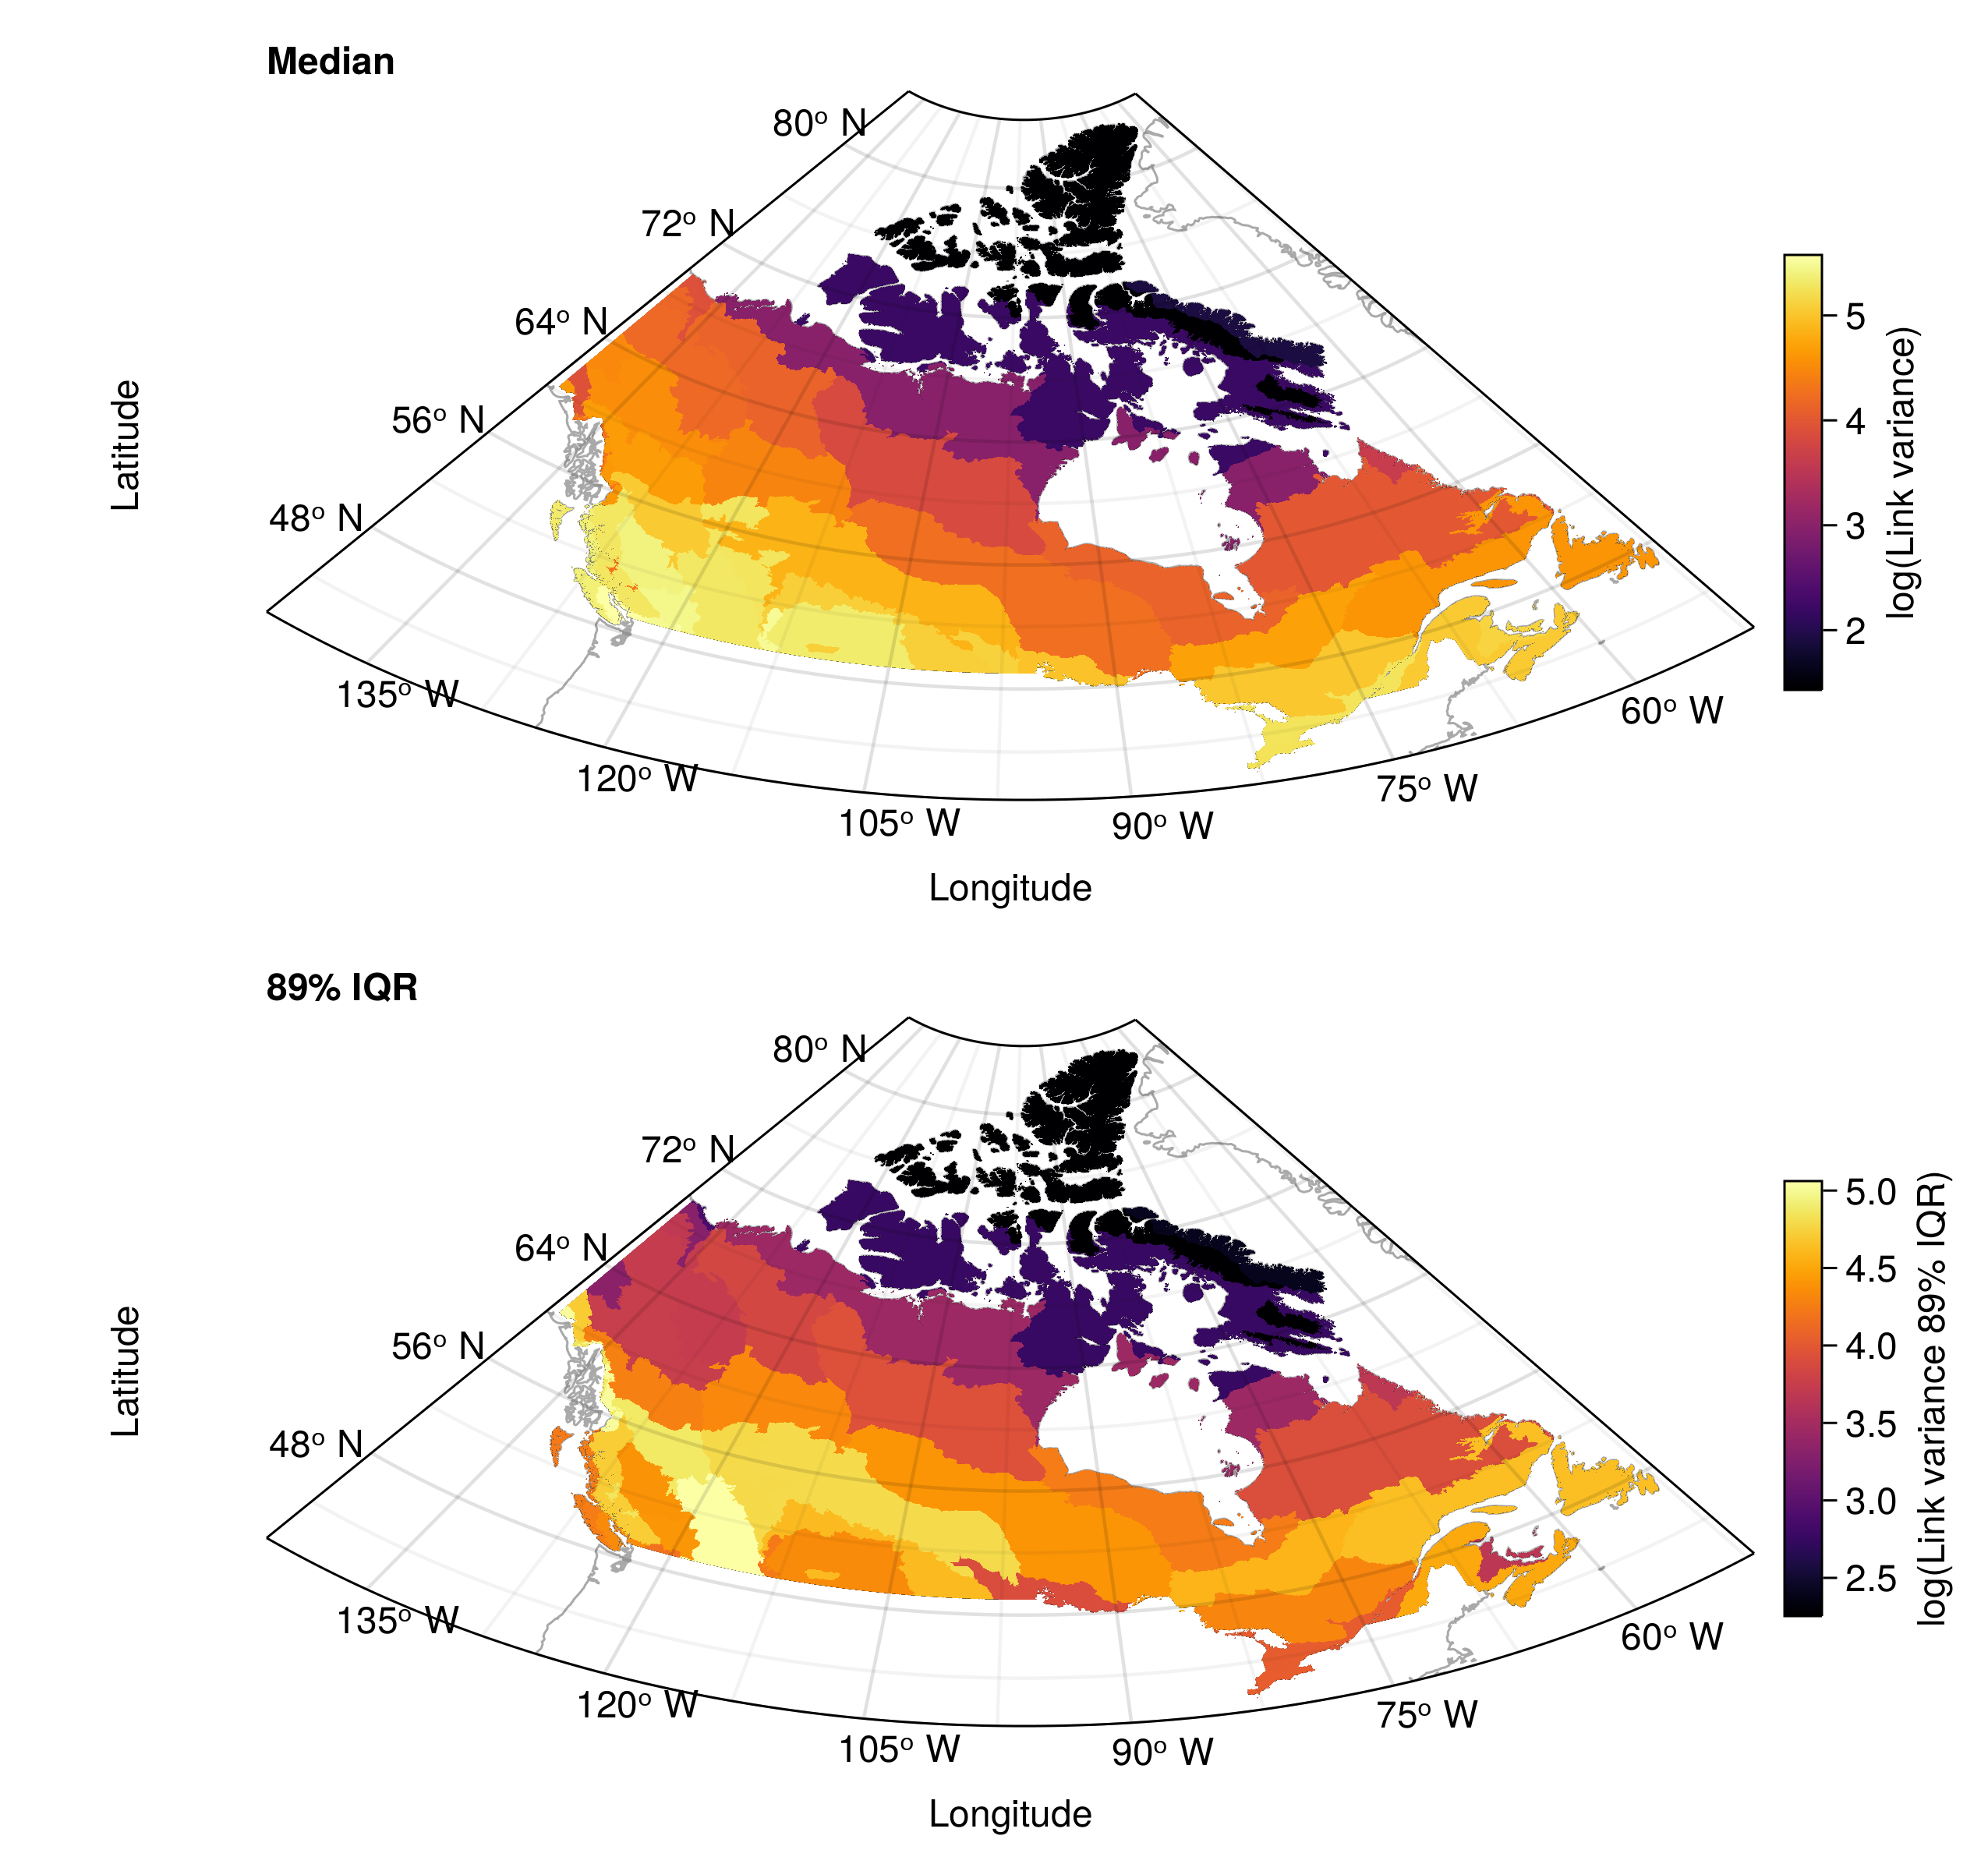 Median
80º N
72º N
64º N
56º N
48º N
135º W
120º W
105º W
90º W
75º W
60º W
Latitude
Longitude
5
4
3
2
log(Link variance)
89% IQR
80º N
72º N
64º N
56º N
48º N
135º W
120º W
105º W
90º W
75º W
60º W
Latitude
Longitude
5.0
4.5
4.0
3.5
3.0
2.5
log(Link variance 89% IQR)